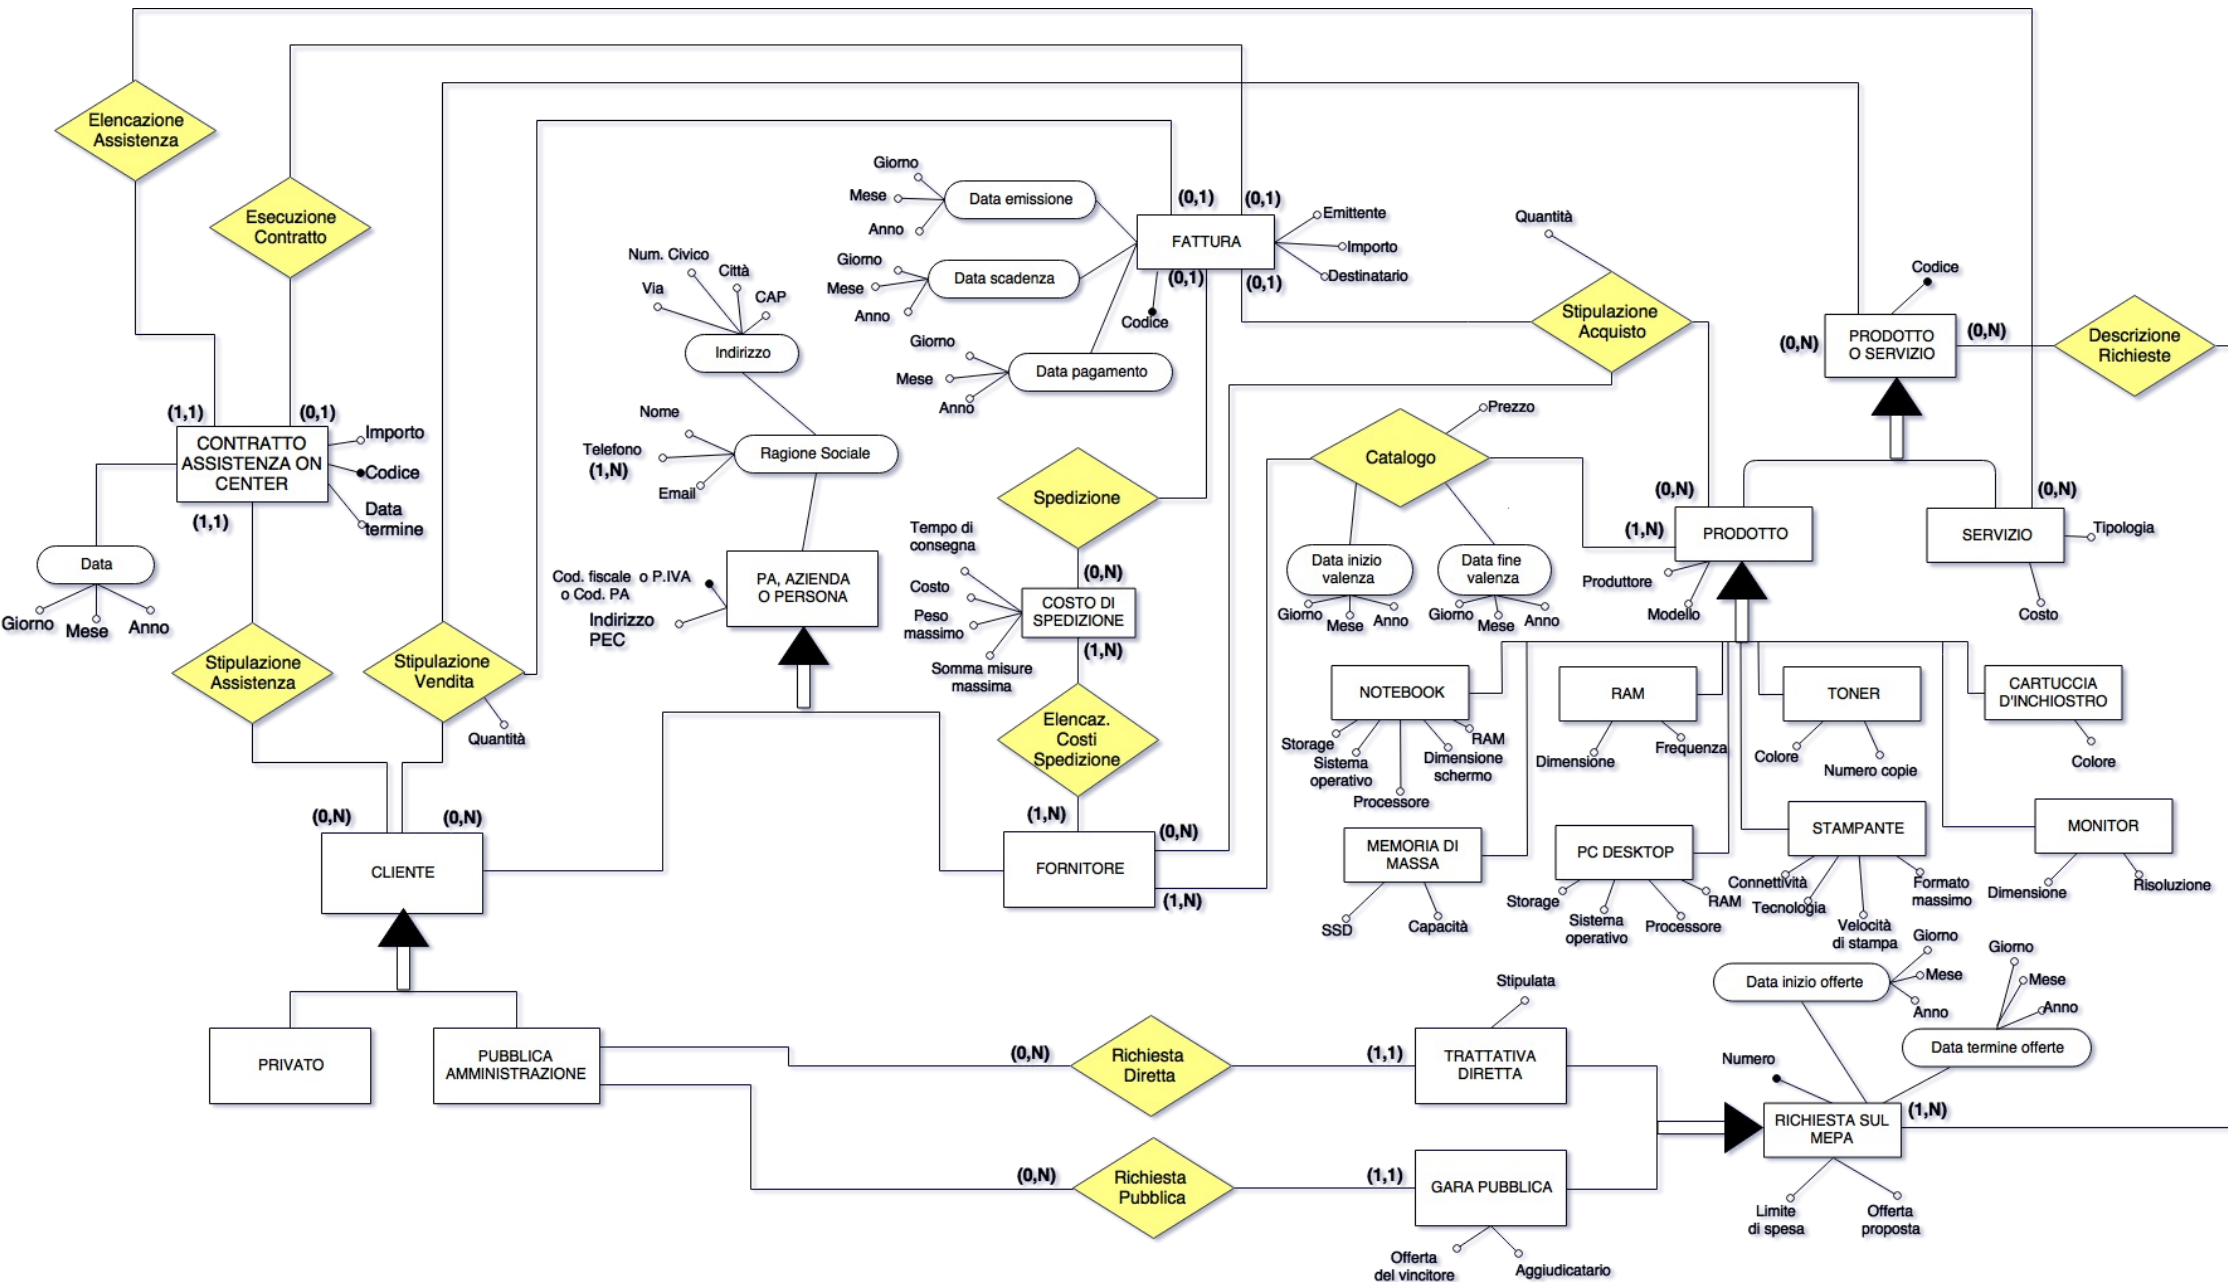 Elencazione
Assistenza
Esecuzione
Contratto
Giorno
Mese
Anno
Data emissione
Giorno
Mese
Anno
Data scadenza
Giorno
Mese
Anno
Data pagamento
(0,1)
(0,1)
FATTURA
(0,1)
(0,1)
Codice
Emittente
Importo
Destinatario
Quantità
Stipulazione
Acquisto
Codice
PRODOTTO
O SERVIZIO
(0,N)
(0,N)
Descrizione
Richieste
Num. Civico
Città
Via
CAP
Indirizzo
Nome
Telefono
(1,N)
Email
Ragione Sociale
(1,1)
(0,1)
CONTRATTO
ASSISTENZA ON
CENTER
Importo
Codice
Data
termine
(1,1)
Data
Giorno
Mese
Anno
Prezzo
Catalogo
Data inizio
valenza
Giorno
Mese
Anno
Data fine
valenza
Giorno
Mese
Anno
Spedizione
Tempo di
consegna
Costo
Peso
massimo
Somma misure
massima
(0,N)
COSTO DI
SPEDIZIONE
(1,N)
Cod. fiscale o P.IVA
o Cod. PA
Indirizzo
PEC
PA, AZIENDA
O PERSONA
(0,N)
(1,N)
PRODOTTO
Produttore
Modello
(0,N)
SERVIZIO
Tipologia
Costo
Stipulazione
Assistenza
Stipulazione
Vendita
Quantità
Elencaz.
Costi
Spedizione
NOTEBOOK
Storage
Sistema
operativo
Processore
Dimensione
schermo
RAM
RAM
Dimensione
Frequenza
TONER
Colore
Numero copie
CARTUCCIA
D'INCHIOSTRO
Colore
(0,N)
(0,N)
CLIENTE
(1,N)
(0,N)
FORNITORE
(1,N)
MEMORIA DI
MASSA
SSD
Capacità
PC DESKTOP
Storage
Sistema
operativo
Processore
RAM
STAMPANTE
Connettività
Tecnologia
Velocità
di stampa
Formato
massimo
MONITOR
Dimensione
Risoluzione
PRIVATO
PUBBLICA
AMMINISTRAZIONE
(0,N)
Richiesta
Diretta
(1,1)
Stipulata
TRATTATIVA
DIRETTA
Data inizio offerte
Giorno
Mese
Anno
Giorno
Mese
Anno
Data termine offerte
Numero
RICHIESTA SUL
MEPA
(1,N)
Limite
di spesa
Offerta
proposta
(0,N)
Richiesta
Pubblica
(1,1)
GARA PUBBLICA
Offerta
del vincitore
Aggiudicatario